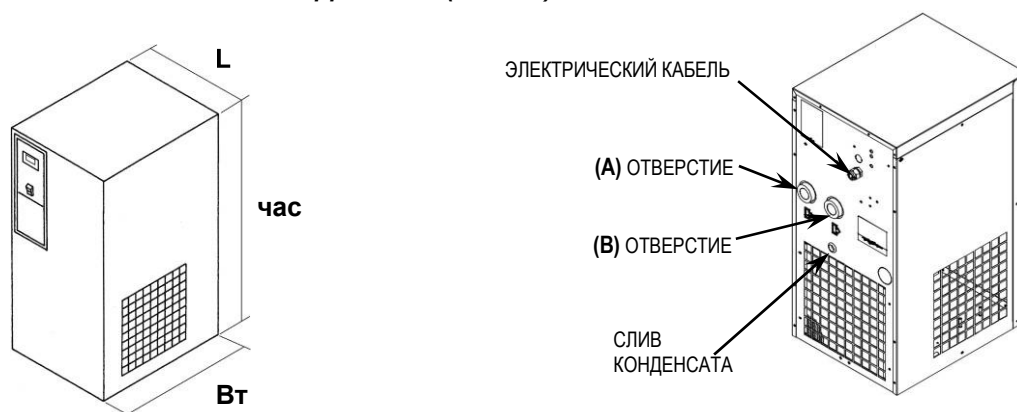 L
час
Вт
ЭЛЕКТРИЧЕСКИЙ КАБЕЛЬ
(A) ОТВЕРСТИЕ
(B) ОТВЕРСТИЕ
СЛИВ
КОНДЕНСАТА